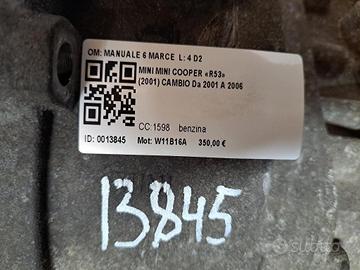 OM: MANUALE 6 MARCE L: 4 D2
MINI MINI COOPER «R53»
(2001) CAMBIO Da 2001 A 2006
CC:1598 benzina
ID: 0013845 Mot: W11B16A 350,00 €
13845
subito